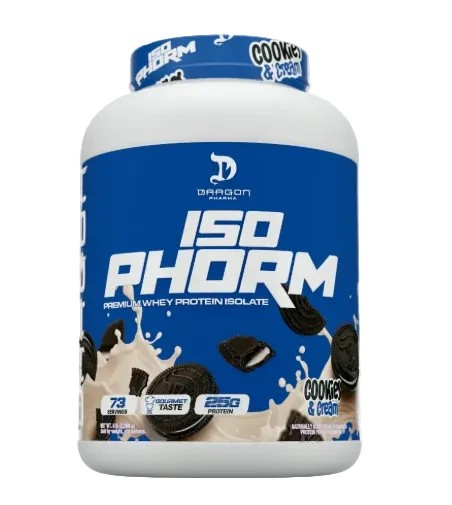 ISO
PHORM
COOKIES
& Cream
DRAGON
PHARMA
ISO
PHORM
PREMIUM WHEY PROTEIN ISOLATE
COOKIES
& Cream
73
SERVINGS
GOURMET
TASTE
25G
PROTEIN